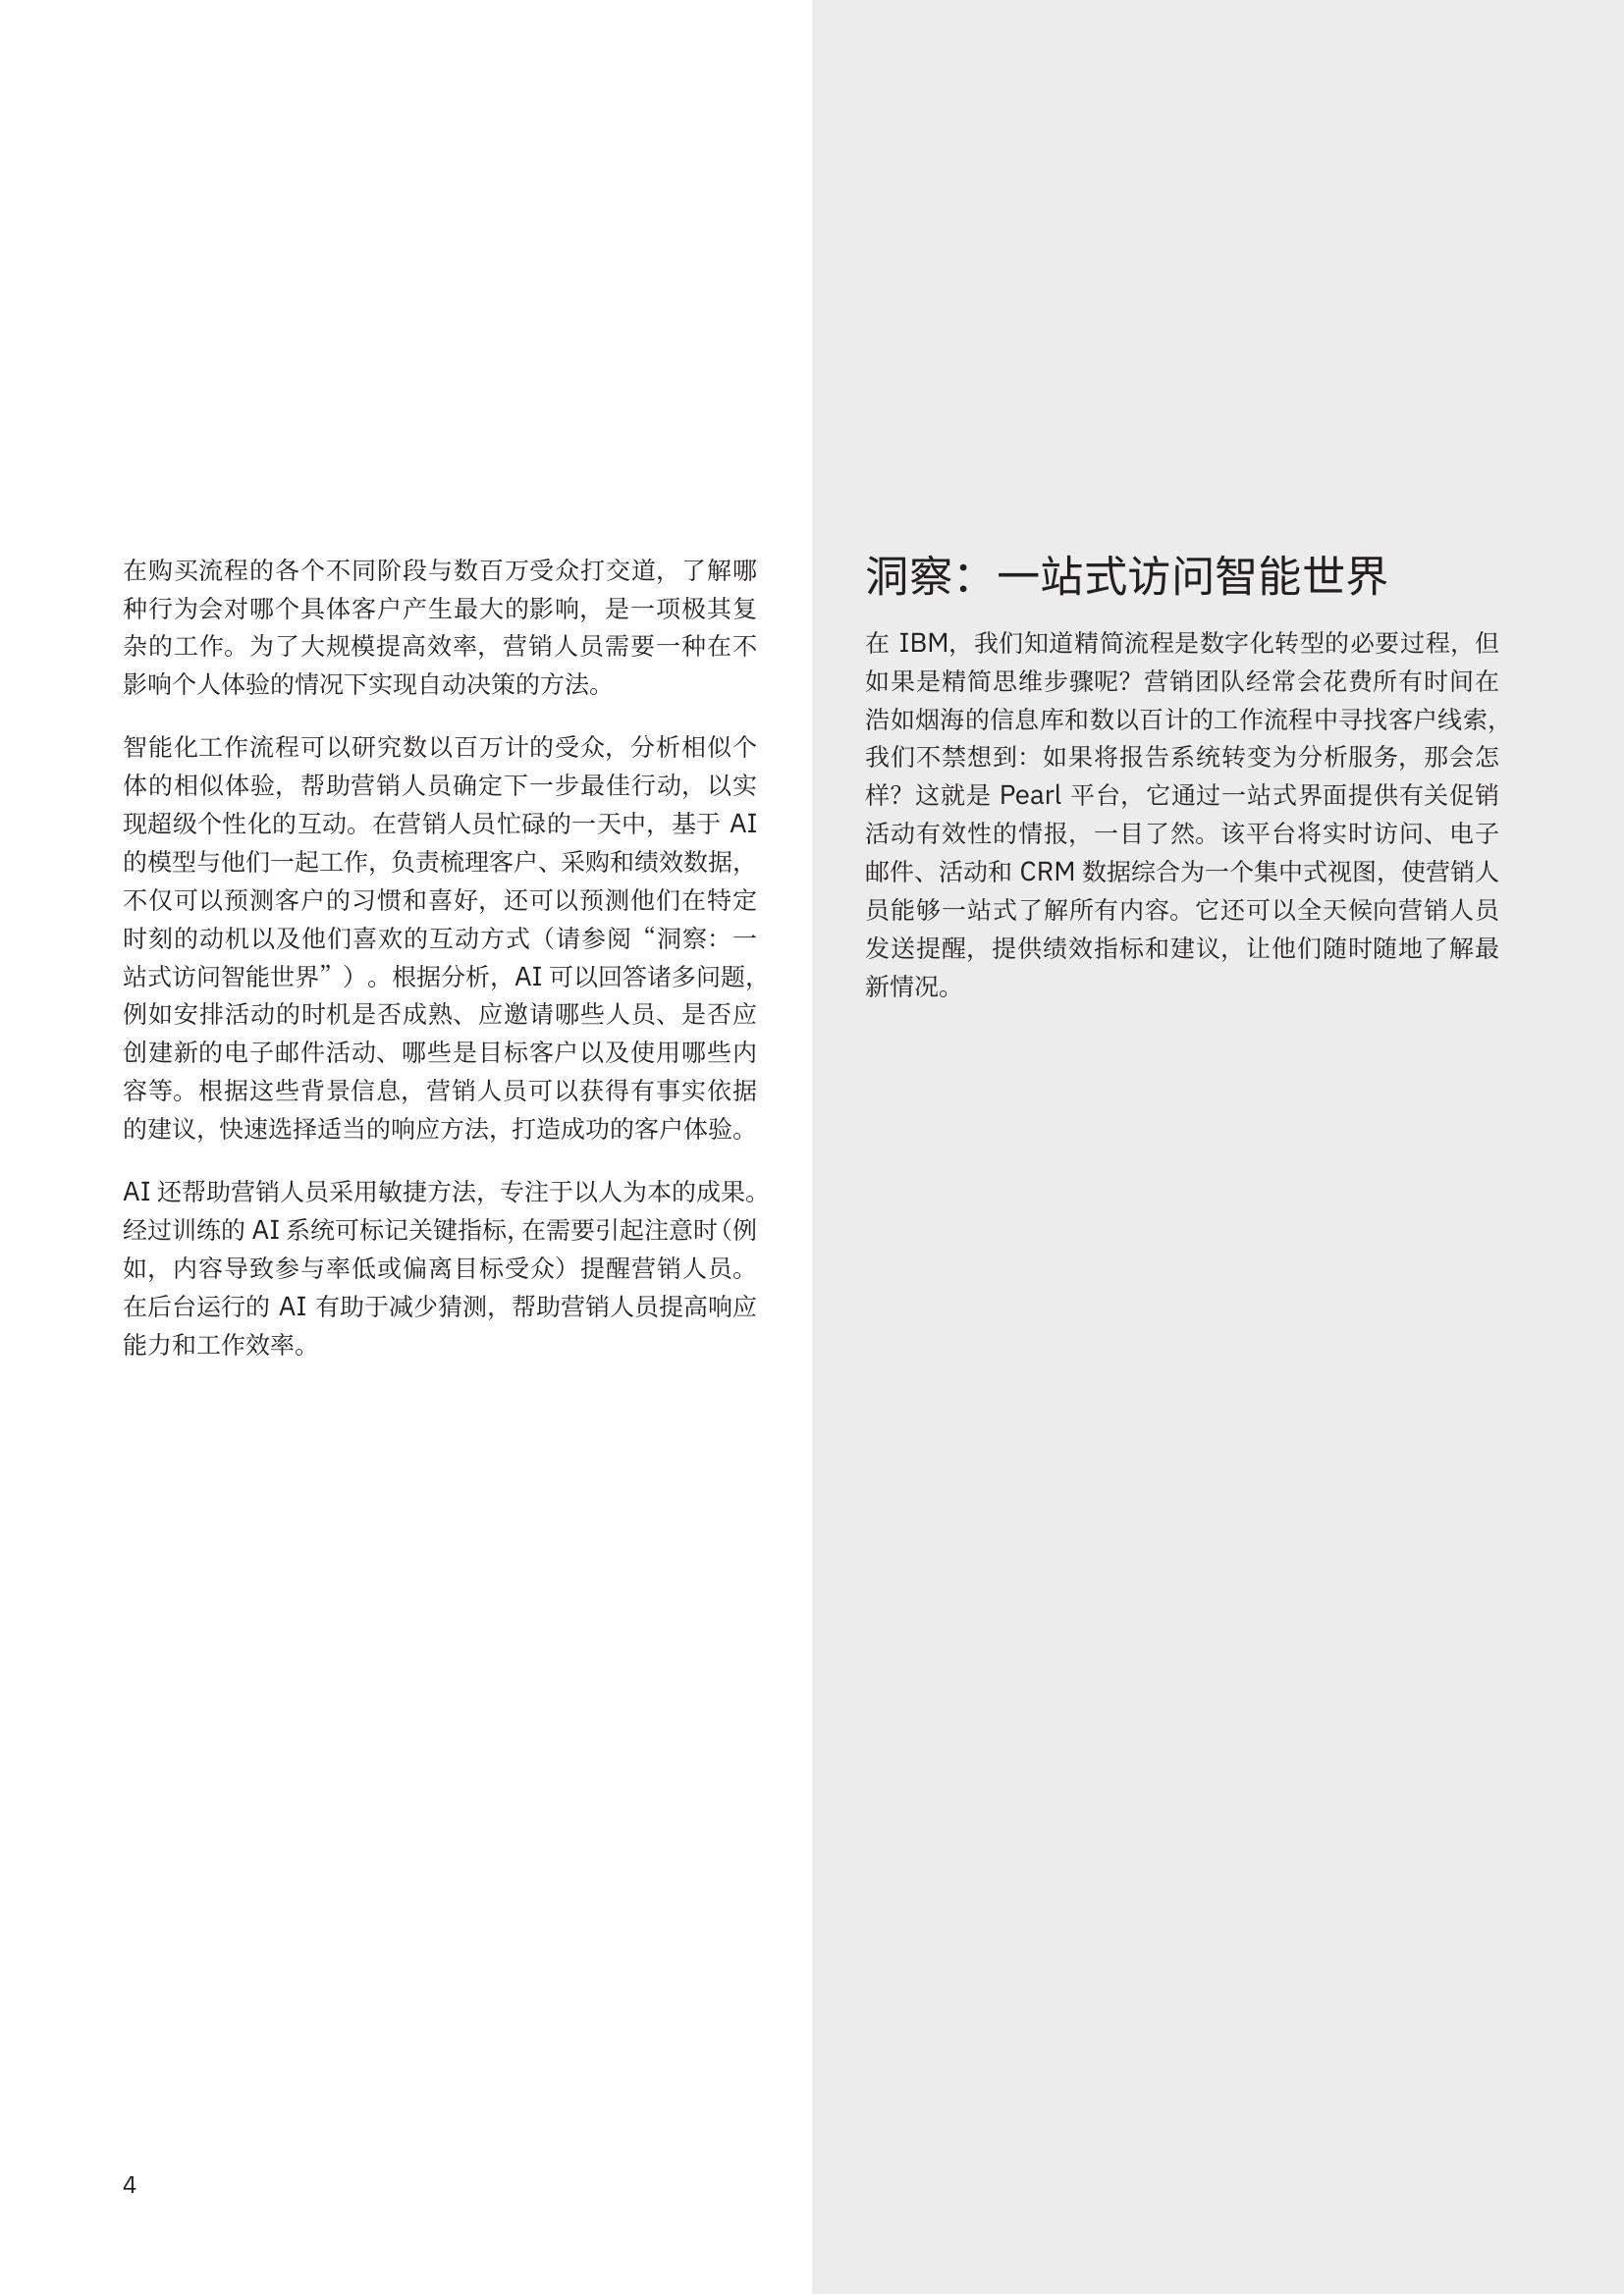 在购买流程的各个不同阶段与数百万受众打交道，了解哪
种行为会对哪个具体客户产生最大的影响，是一项极其复
杂的工作。为了大规模提高效率，营销人员需要一种在不
影响个人体验的情况下实现自动决策的方法。
智能化工作流程可以研究数以百万计的受众，分析相似个
体的相似体验，帮助营销人员确定下一步最佳行动，以实
现超级个性化的互动。在营销人员忙碌的一天中，基于 AI
的模型与他们一起工作，负责梳理客户、采购和绩效数据，
不仅可以预测客户的习惯和喜好，还可以预测他们在特定
时刻的动机以及他们喜欢的互动方式（请参阅“洞察：一
站式访问智能世界”）。根据分析，AI 可以回答诸多问题，
例如安排活动的时机是否成熟、应邀请哪些人员、是否应
创建新的电子邮件活动、哪些是目标客户以及使用哪些内
容等。根据这些背景信息，营销人员可以获得有事实依据
的建议，快速选择适当的响应方法，打造成功的客户体验。
AI 还帮助营销人员采用敏捷方法，专注于以人为本的成果。
经过训练的 AI 系统可标记关键指标，在需要引起注意时（例
如，内容导致参与率低或偏离目标受众）提醒营销人员。
在后台运行的 AI 有助于减少猜测，帮助营销人员提高响应
能力和工作效率。
洞察：一站式访问智能世界
在 IBM，我们知道精简流程是数字化转型的必要过程，但
如果是精简思维步骤呢？营销团队经常会花费所有时间在
浩如烟海的信息库和数以百计的工作流程中寻找客户线索，
我们不禁想到：如果将报告系统转变为分析服务，那会怎
样？这就是 Pearl 平台，它通过一站式界面提供有关促销
活动有效性的情报，一目了然。该平台将实时访问、电子
邮件、活动和 CRM 数据综合为一个集中式视图，使营销人
员能够一站式了解所有内容。它还可以全天候向营销人员
发送提醒，提供绩效指标和建议，让他们随时随地了解最
新情况。
4